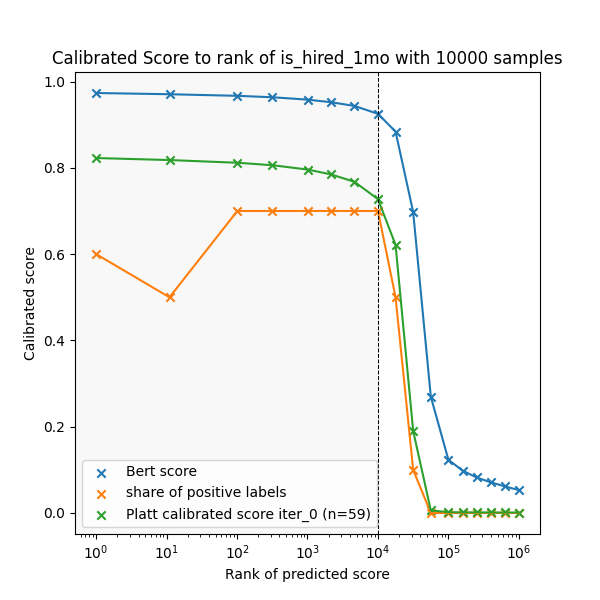 Calibrated Score to rank of is_hired_1mo with 10000 samples
Calibrated score
1.0
0.8
0.6
0.4
0.2
0.0
Bert score
share of positive labels
Platt calibrated score iter_0 (n=59)
10⁰ 10¹ 10² 10³ 10⁴ 10⁵ 10⁶
Rank of predicted score